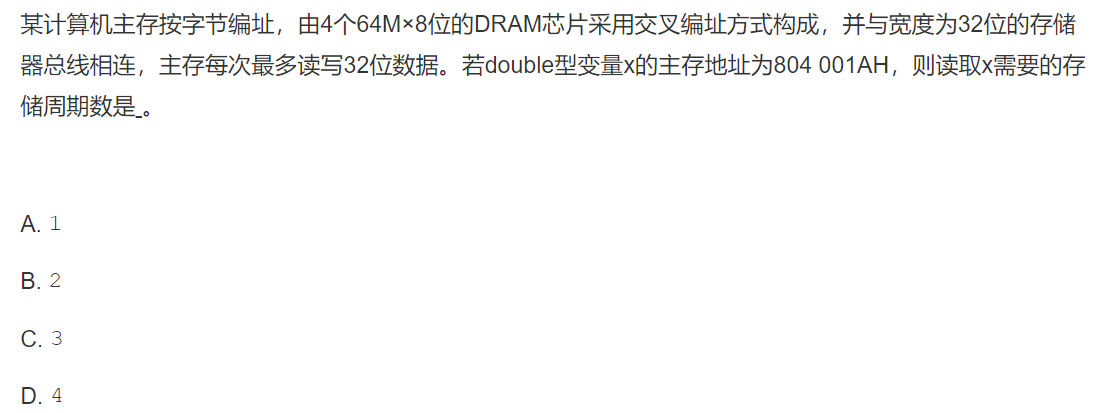 某计算机主存按字节编址，由4个64M×8位的DRAM芯片采用交叉编址方式构成，并与宽度为32位的存储
器总线相连，主存每次最多读写32位数据。若double型变量x的主存地址为804 001AH，则读取x需要的存
储周期数是_。
A. 1
B. 2
C. 3
D. 4